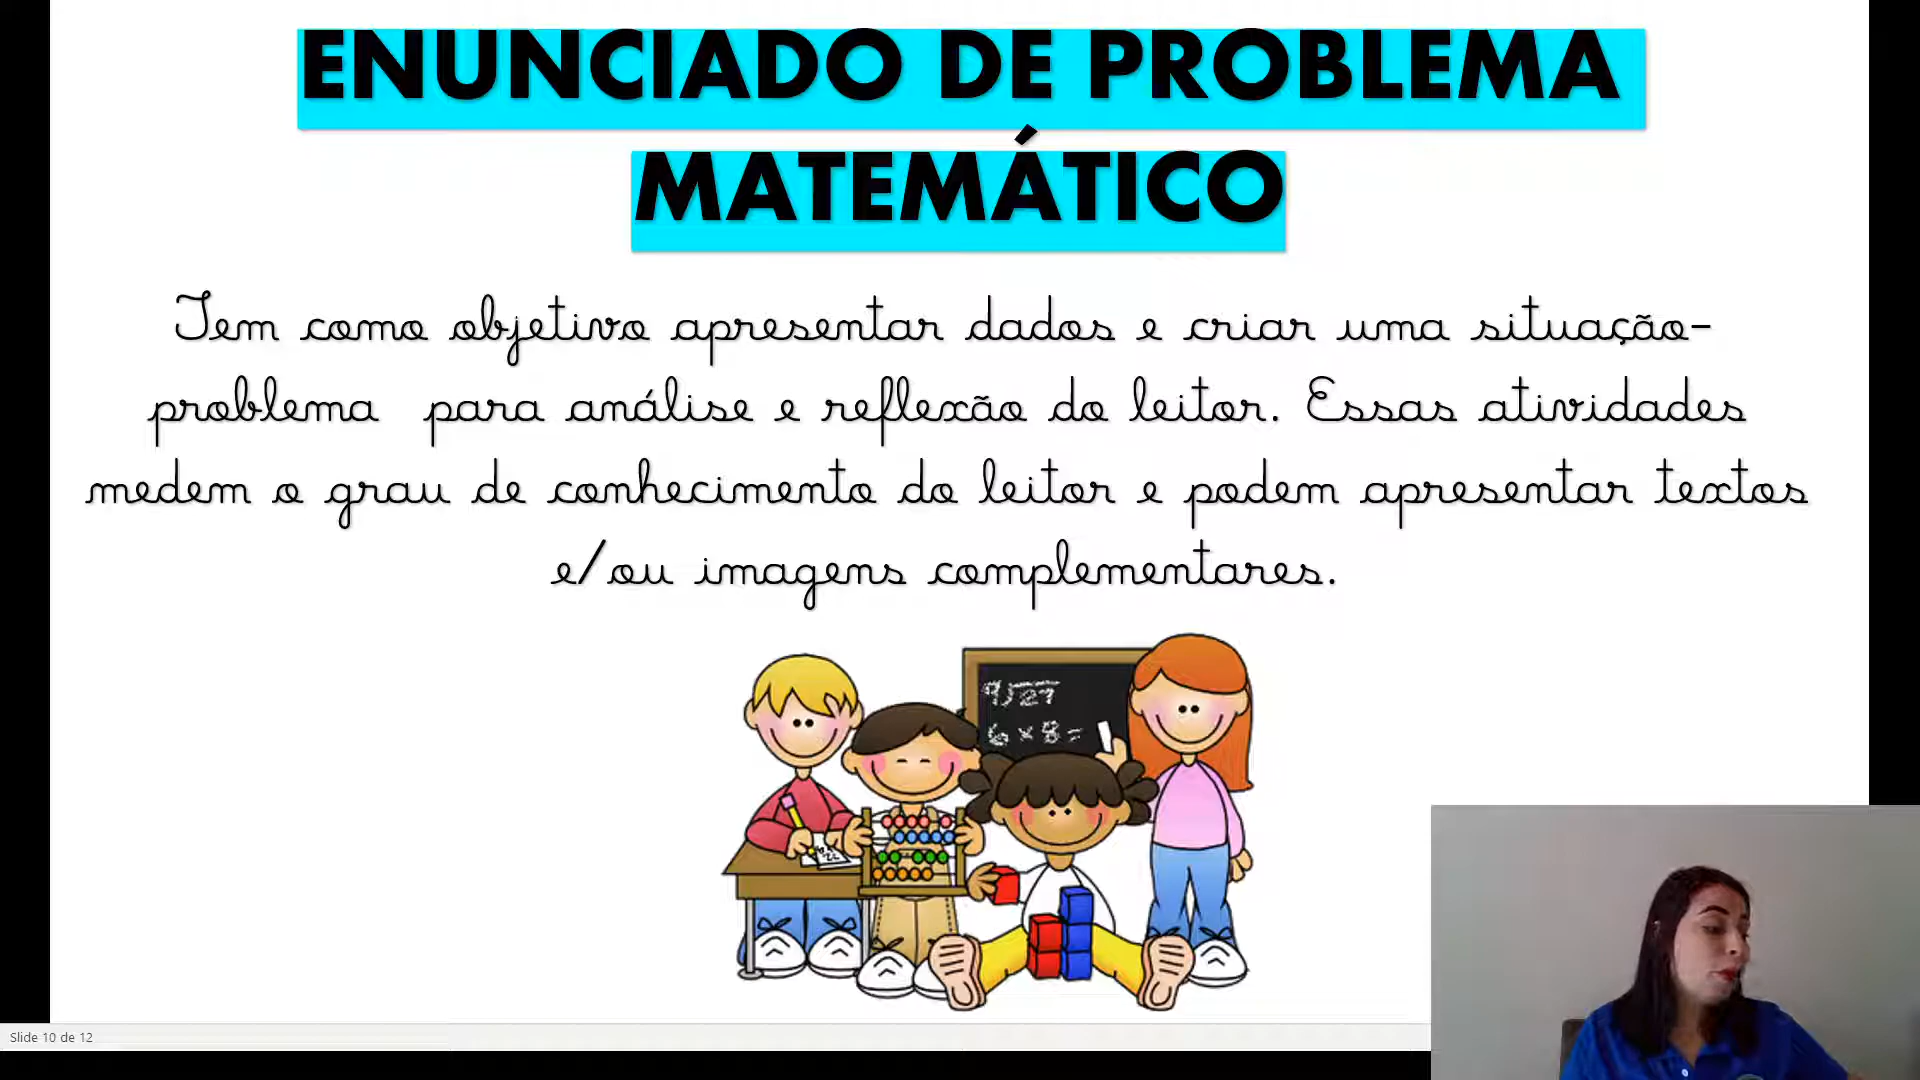 ENUNCIADO DE PROBLEMA
MATEMÁTICO
Tem como objetivo apresentar dados e criar uma situação-
problema para análise e reflexão do leitor. Essas atividades
medem o grau de conhecimento do leitor e podem apresentar textos
e/ou imagens complementares.
9)27
6 x 8 =
Slide 10 de 12